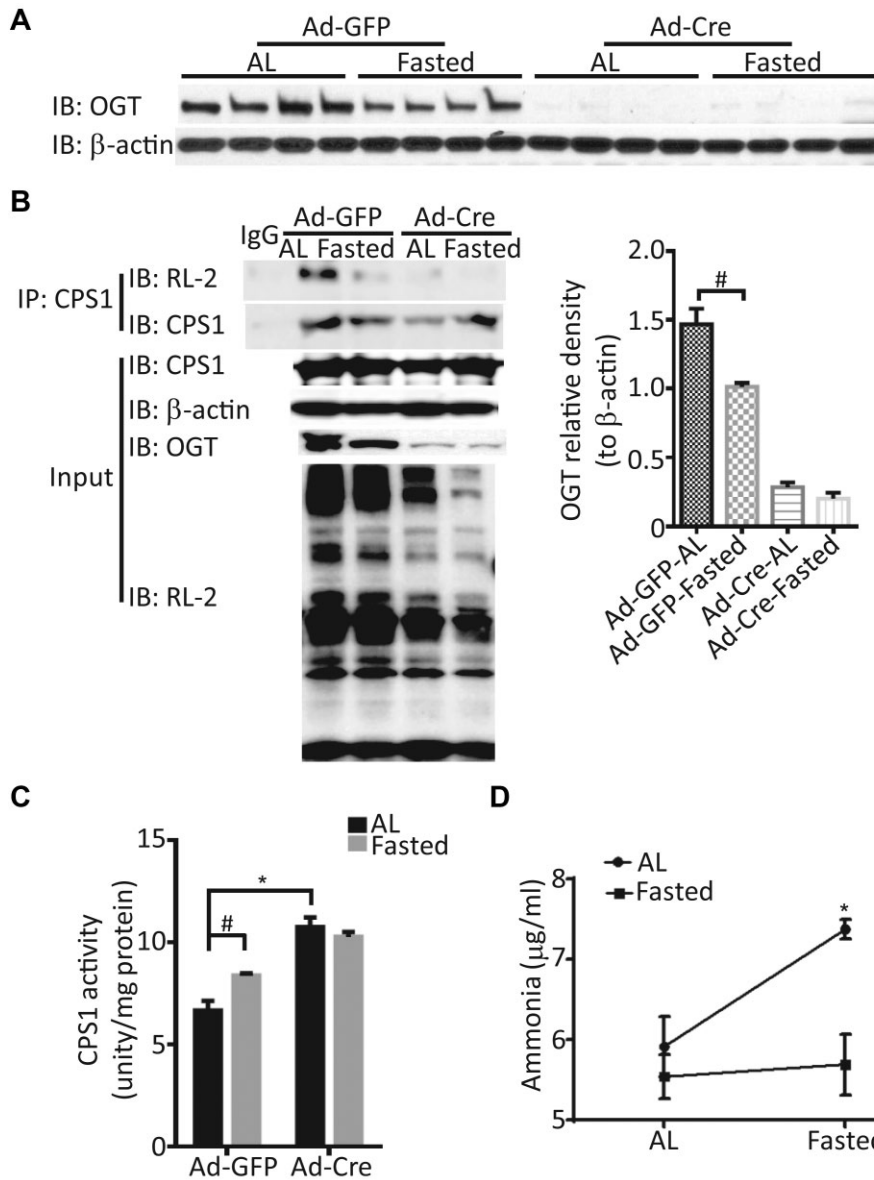 A
Ad-GFP Ad-Cre
AL Fasted AL Fasted
IB: OGT
IB: β-actin
B
IgG Ad-GFP Ad-Cre
AL Fasted AL Fasted
IP: CPS1
IB: RL-2
IB: CPS1
Input
IB: CPS1
IB: β-actin
IB: OGT
IB: RL-2
OGT relative density
(to β-actin)
2.0
1.5
1.0
0.5
0
#
Ad-GFP-AL
Ad-GFP-Fasted
Ad-Cre-AL
Ad-Cre-Fasted
C
CPS1 activity
(unity/mg protein)
15
10
5
0
AL
Fasted
*
#
Ad-GFP Ad-Cre
D
Ammonia (μg/ml)
8
7
6
5
AL
Fasted
*
AL Fasted